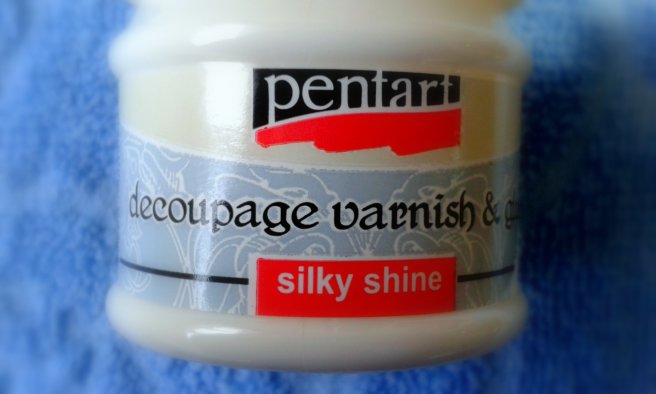 pentart
decoupage varnish &
silky shine